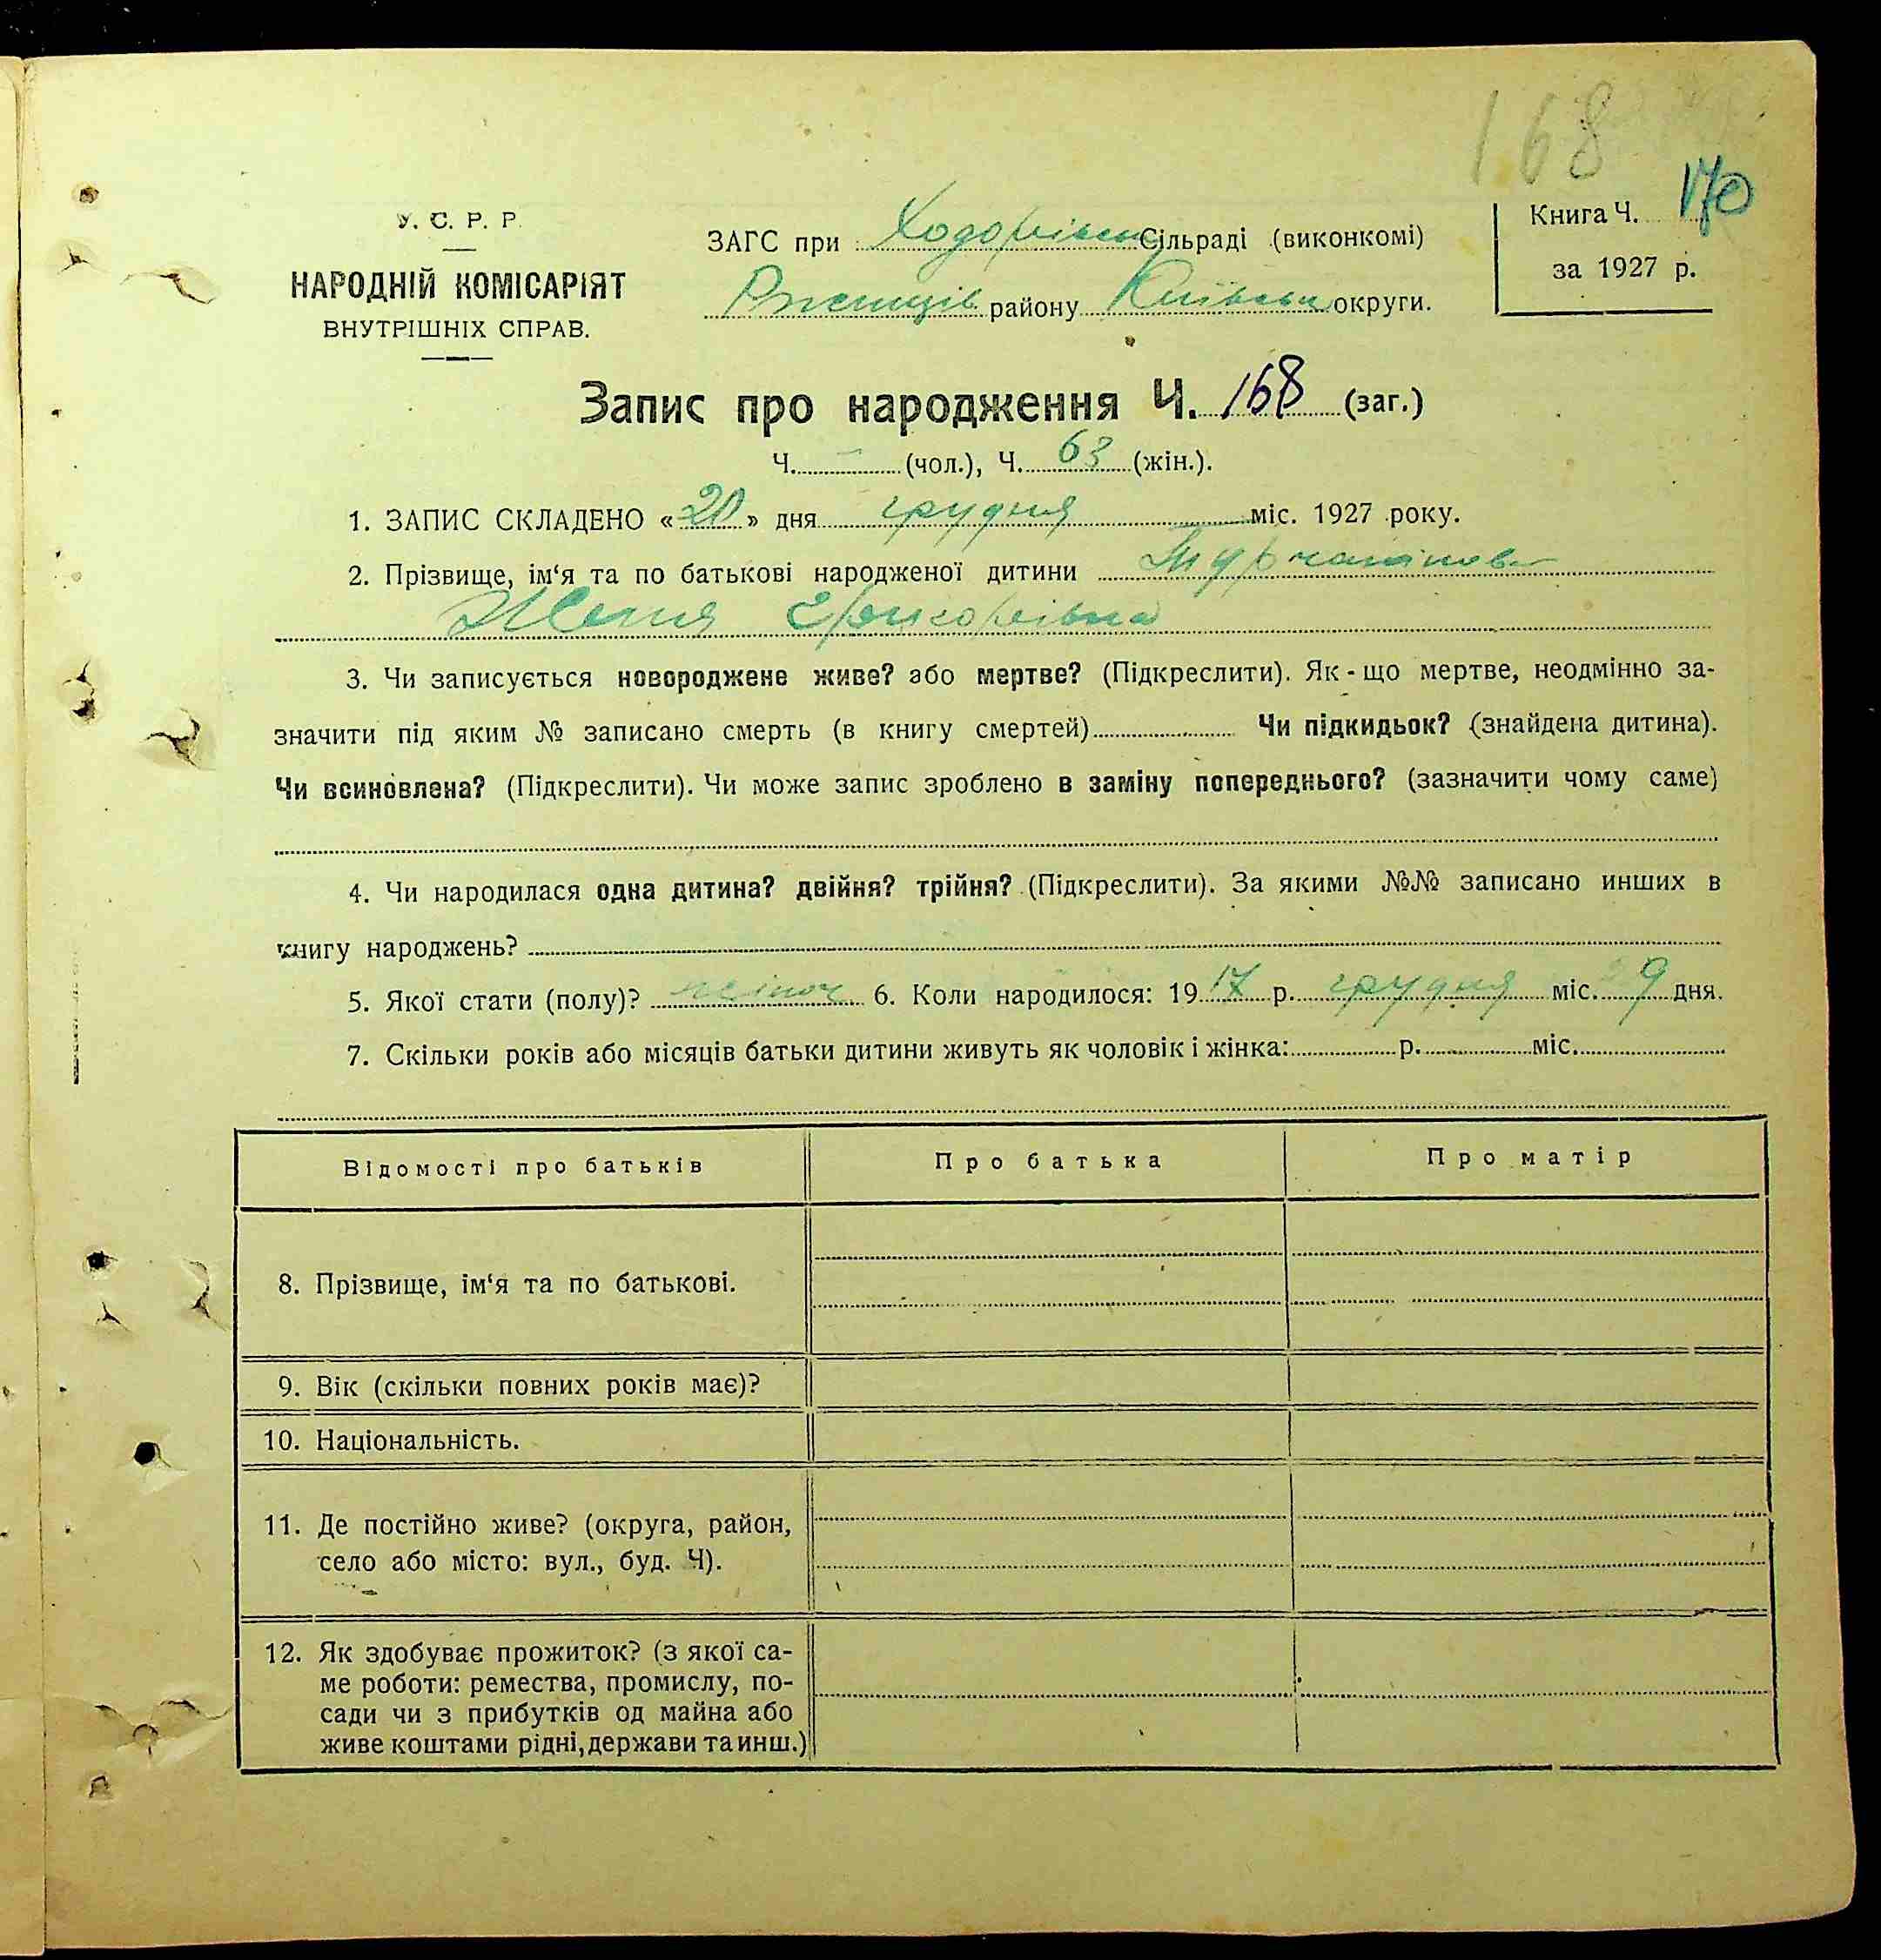 168
170
У. С. Р. Р.
НАРОДНІЙ КОМІСАРІЯТ
ВНУТРІШНІХ СПРАВ.
ЗАГС при Ходорівськ Сільраді (виконкомі)
району Київськ округи.
Книга Ч.
за 1927 р.
Запис про народження Ч. 168 (заг.)
Ч. — (чол.), Ч. 63 (жін.).
1. ЗАПИС СКЛАДЕНО «20» дня грудня міс. 1927 року.
2. Прізвище, ім‘я та по батькові народженої дитини
Григорівна
3. Чи записується новороджене живе? або мертве? (Підкреслити). Як-що мертве, неодмінно за-
значити під яким № записано смерть (в книгу смертей) Чи підкидьок? (знайдена дитина).
Чи всиновлена? (Підкреслити). Чи може запис зроблено в заміну попереднього? (зазначити чому саме)
4. Чи народилася одна дитина? двійня? трійня? (Підкреслити). За якими №№ записано инших в
книгу народжень?
5. Якої стати (полу)? жіноч 6. Коли народилося: 1917 р. грудня міс. 9 дня.
7. Скільки років або місяців батьки дитини живуть як чоловік і жінка: р. міс.
Відомості про батьків
Про батька
Про матір
8. Прізвище, ім‘я та по батькові.
9. Вік (скільки повних років має)?
10. Національність.
11. Де постійно живе? (округа, район,
село або місто: вул., буд. Ч).
12. Як здобуває прожиток? (з якої са-
ме роботи: ремества, промислу, по-
сади чи з прибутків од майна або
живе коштами рідні, держави та инш.)